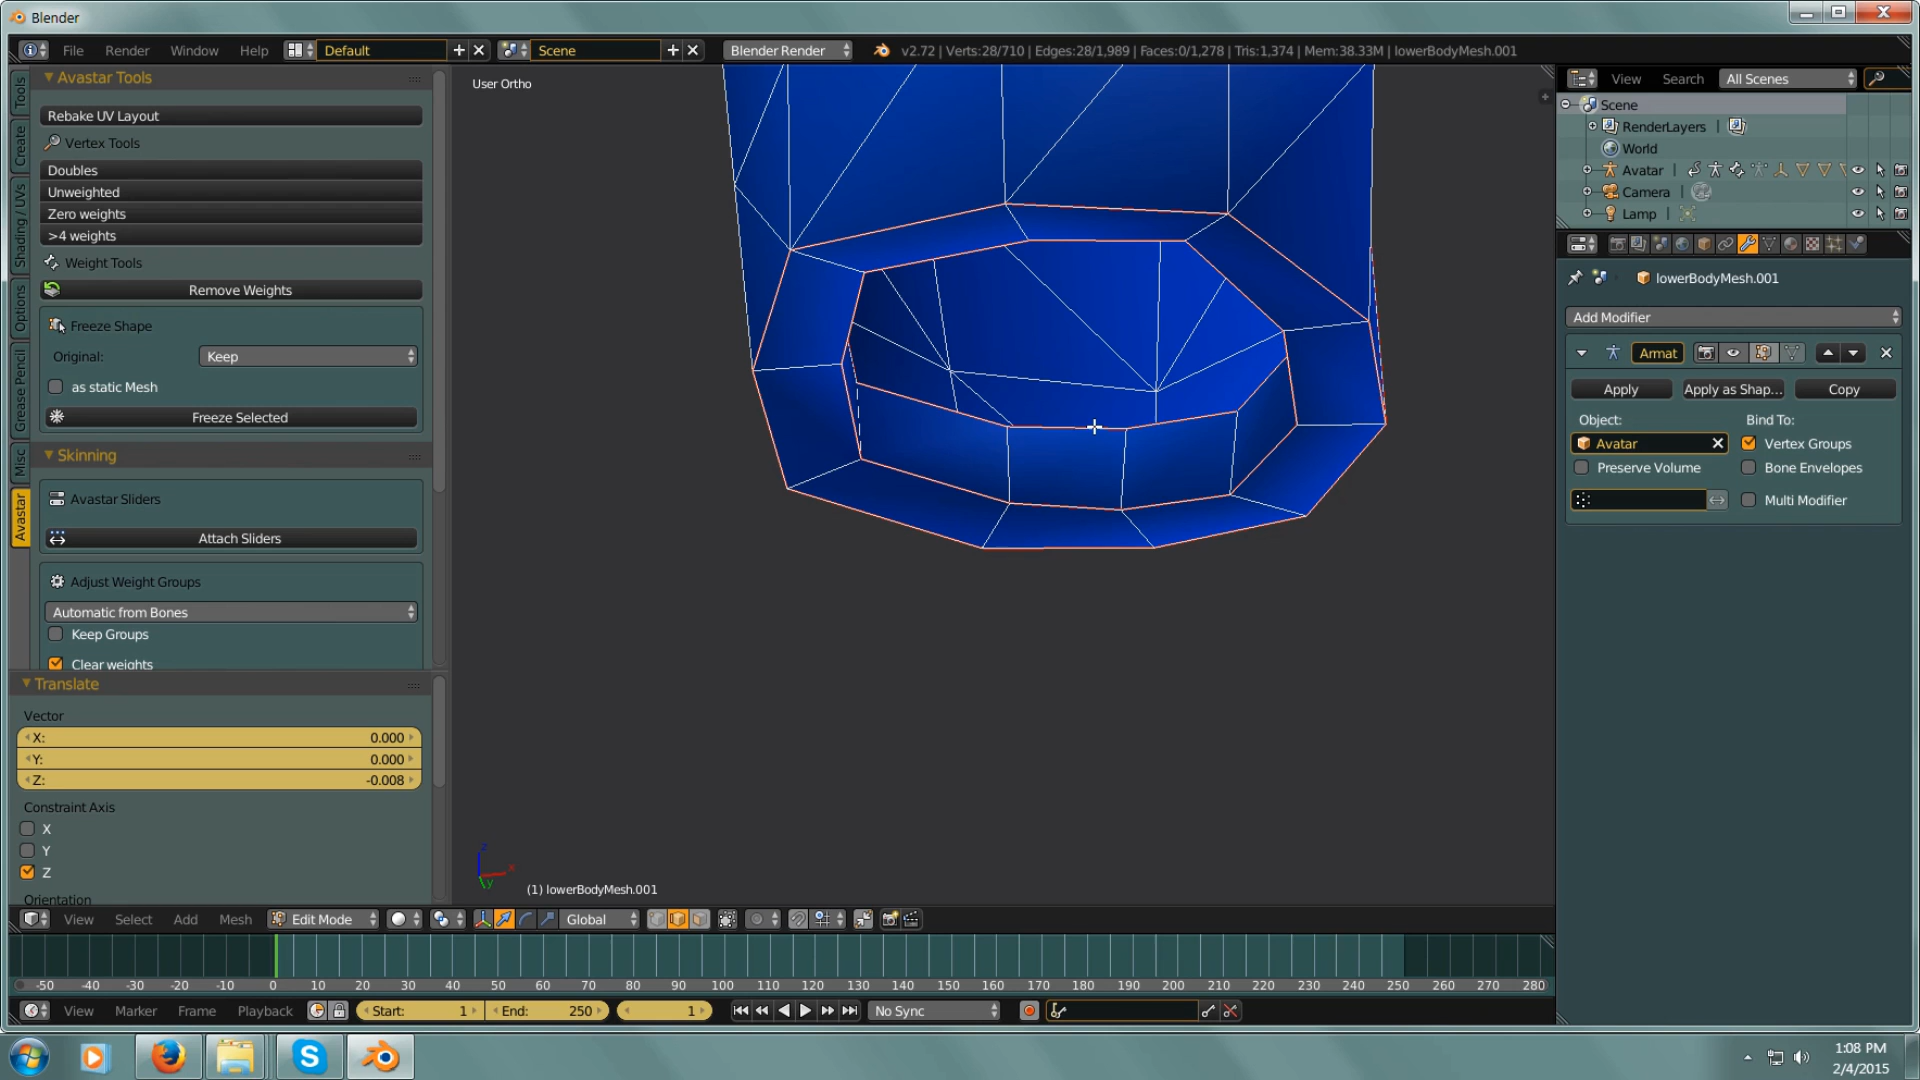 Blender
File Render Window Help Default Scene Blender Render v2.72 | Verts:28/710 | Edges:28/1,989 | Faces:0/1,278 | Tris:1,374 | Mem:38.33M | lowerBodyMesh.001
Tools
Create
Shading / UVs
Options
Grease Pencil
Misc
Avastar
Avastar Tools
Rebake UV Layout
Vertex Tools
Doubles
Unweighted
Zero weights
>4 weights
Weight Tools
Remove Weights
Freeze Shape
Original: Keep
as static Mesh
Freeze Selected
Skinning
Avastar Sliders
Attach Sliders
Adjust Weight Groups
Automatic from Bones
Keep Groups
Clear weights
Translate
Vector
X: 0.000
Y: 0.000
Z: -0.008
Constraint Axis
X
Y
Z
Orientation
User Ortho
z
x
y
(1) lowerBodyMesh.001
View Select Add Mesh Edit Mode Global
-50 -40 -30 -20 -10 0 10 20 30 40 50 60 70 80 90 100 110 120 130 140 150 160 170 180 190 200 210 220 230 240 250 260 270 280
View Marker Frame Playback Start: 1 End: 250 1 No Sync
View Search All Scenes
Scene
RenderLayers |
World
Avatar
Camera
Lamp
lowerBodyMesh.001
Add Modifier
Armat
Apply Apply as Shap... Copy
Object: Bind To:
Avatar Vertex Groups
Preserve Volume Bone Envelopes
Multi Modifier
1:08 PM
2/4/2015